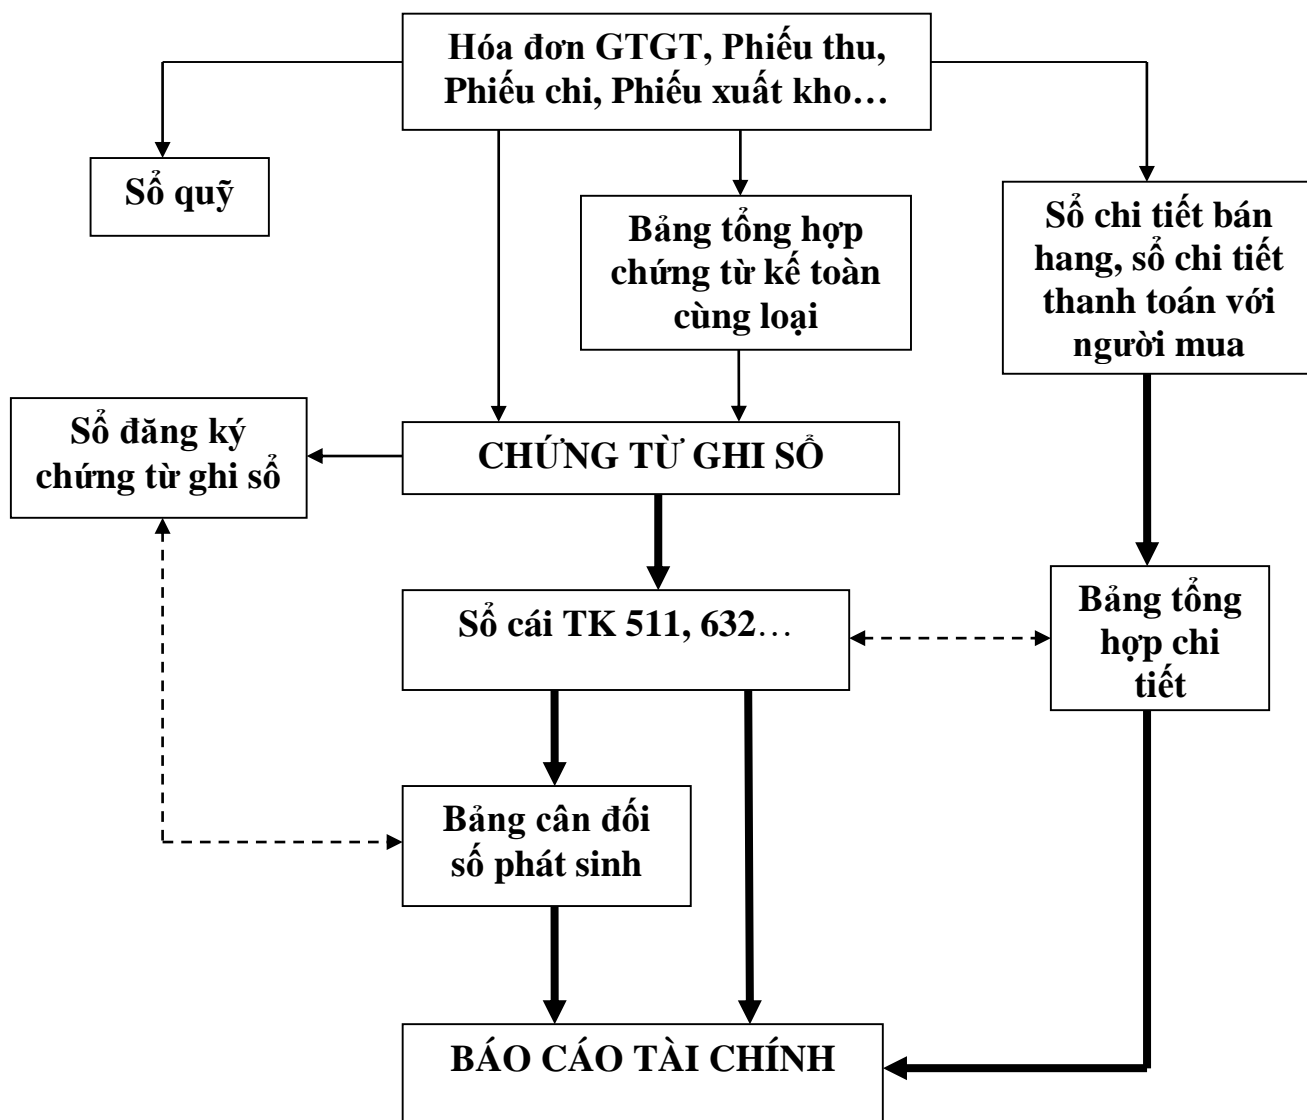 Hóa đơn GTGT, Phiếu thu,
Phiếu chi, Phiếu xuất kho…
Sổ quỹ
Bảng tổng hợp
chứng từ kế toàn
cùng loại
Sổ chi tiết bán
hang, sổ chi tiết
thanh toán với
người mua
Sổ đăng ký
chứng từ ghi sổ
CHỨNG TỪ GHI SỔ
Sổ cái TK 511, 632…
Bảng tổng
hợp chi
tiết
Bảng cân đối
số phát sinh
BÁO CÁO TÀI CHÍNH